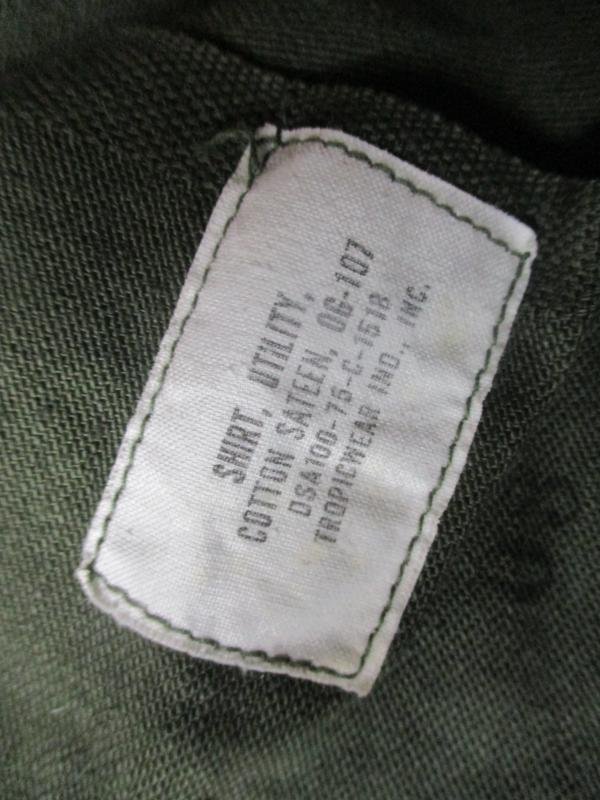 SHIRT, UTILITY,
COTTON SATEEN, OG-107
DSA100-75-C-1518
TROPICWEAR IND., INC.